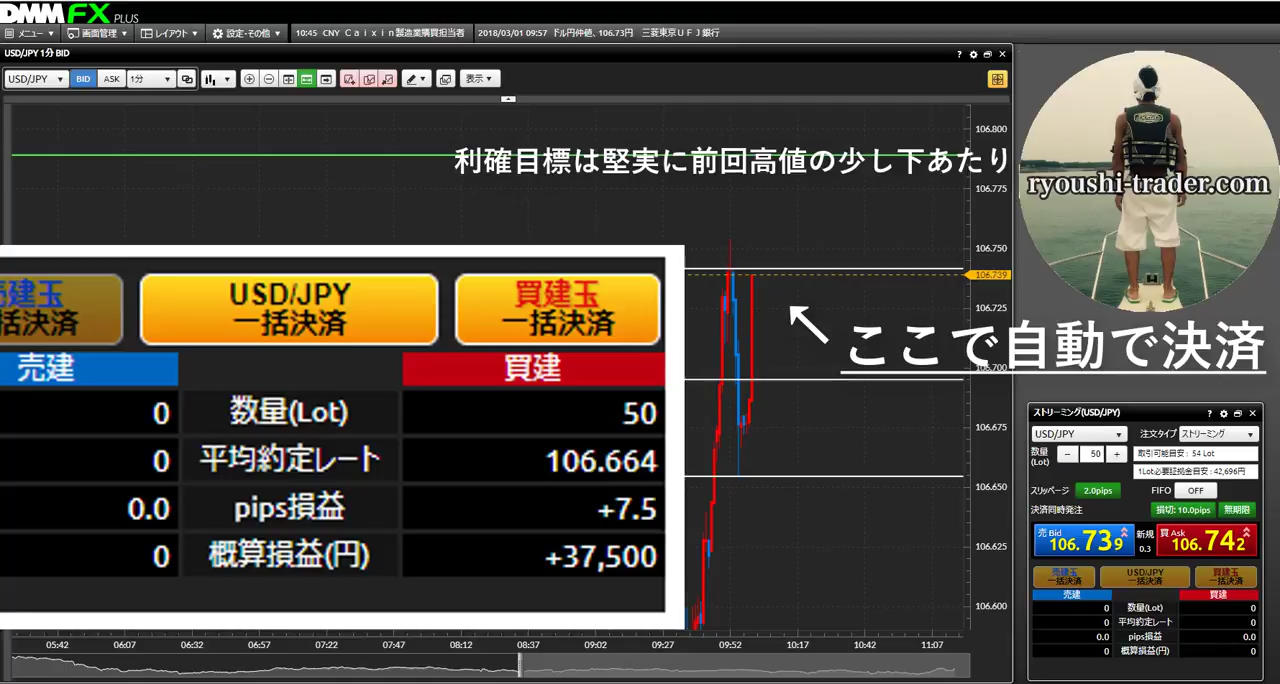 DMM FX PLUS
メニュー 画面管理 レイアウト 設定・その他 10:45 CNY Ｃａｉｘｉｎ製造業購買担当者 2018/03/01 09:57 ドル円仲値、106.73円 三菱東京ＵＦＪ銀行
USD/JPY 1分 BID
USD/JPY BID ASK 1分 表示
106.800
利確目標は堅実に前回高値の少し下あたり
106.775
ryoushi-trader.com
106.750
106.739
106.725
ここで自動で決済
106.700
106.675
106.650
106.625
106.600
売建玉 一括決済
USD/JPY 一括決済
買建玉 一括決済
売建 買建
0 数量(Lot) 50
0 平均約定レート 106.664
0.0 pips損益 +7.5
0 概算損益(円) +37,500
05:42 06:07 06:32 06:57 07:22 07:47 08:12 08:37 09:02 09:27 09:52 10:17 10:42 11:07
ストリーミング(USD/JPY)
USD/JPY 注文タイプ ストリーミング
数量(Lot) 50 取引可能目安 : 54 Lot
1Lot必要証拠金目安 : 42,696円
スリッページ 2.0pips FIFO OFF
決済同時発注 損切: 10.0pips 無期限
売 Bid 106.739 新規 0.3 買 Ask 106.742
売建玉 一括決済
USD/JPY 一括決済
買建玉 一括決済
売建 買建
0 数量(Lot) 0
0 平均約定レート 0
0.0 pips損益 0.0
0 概算損益(円) 0